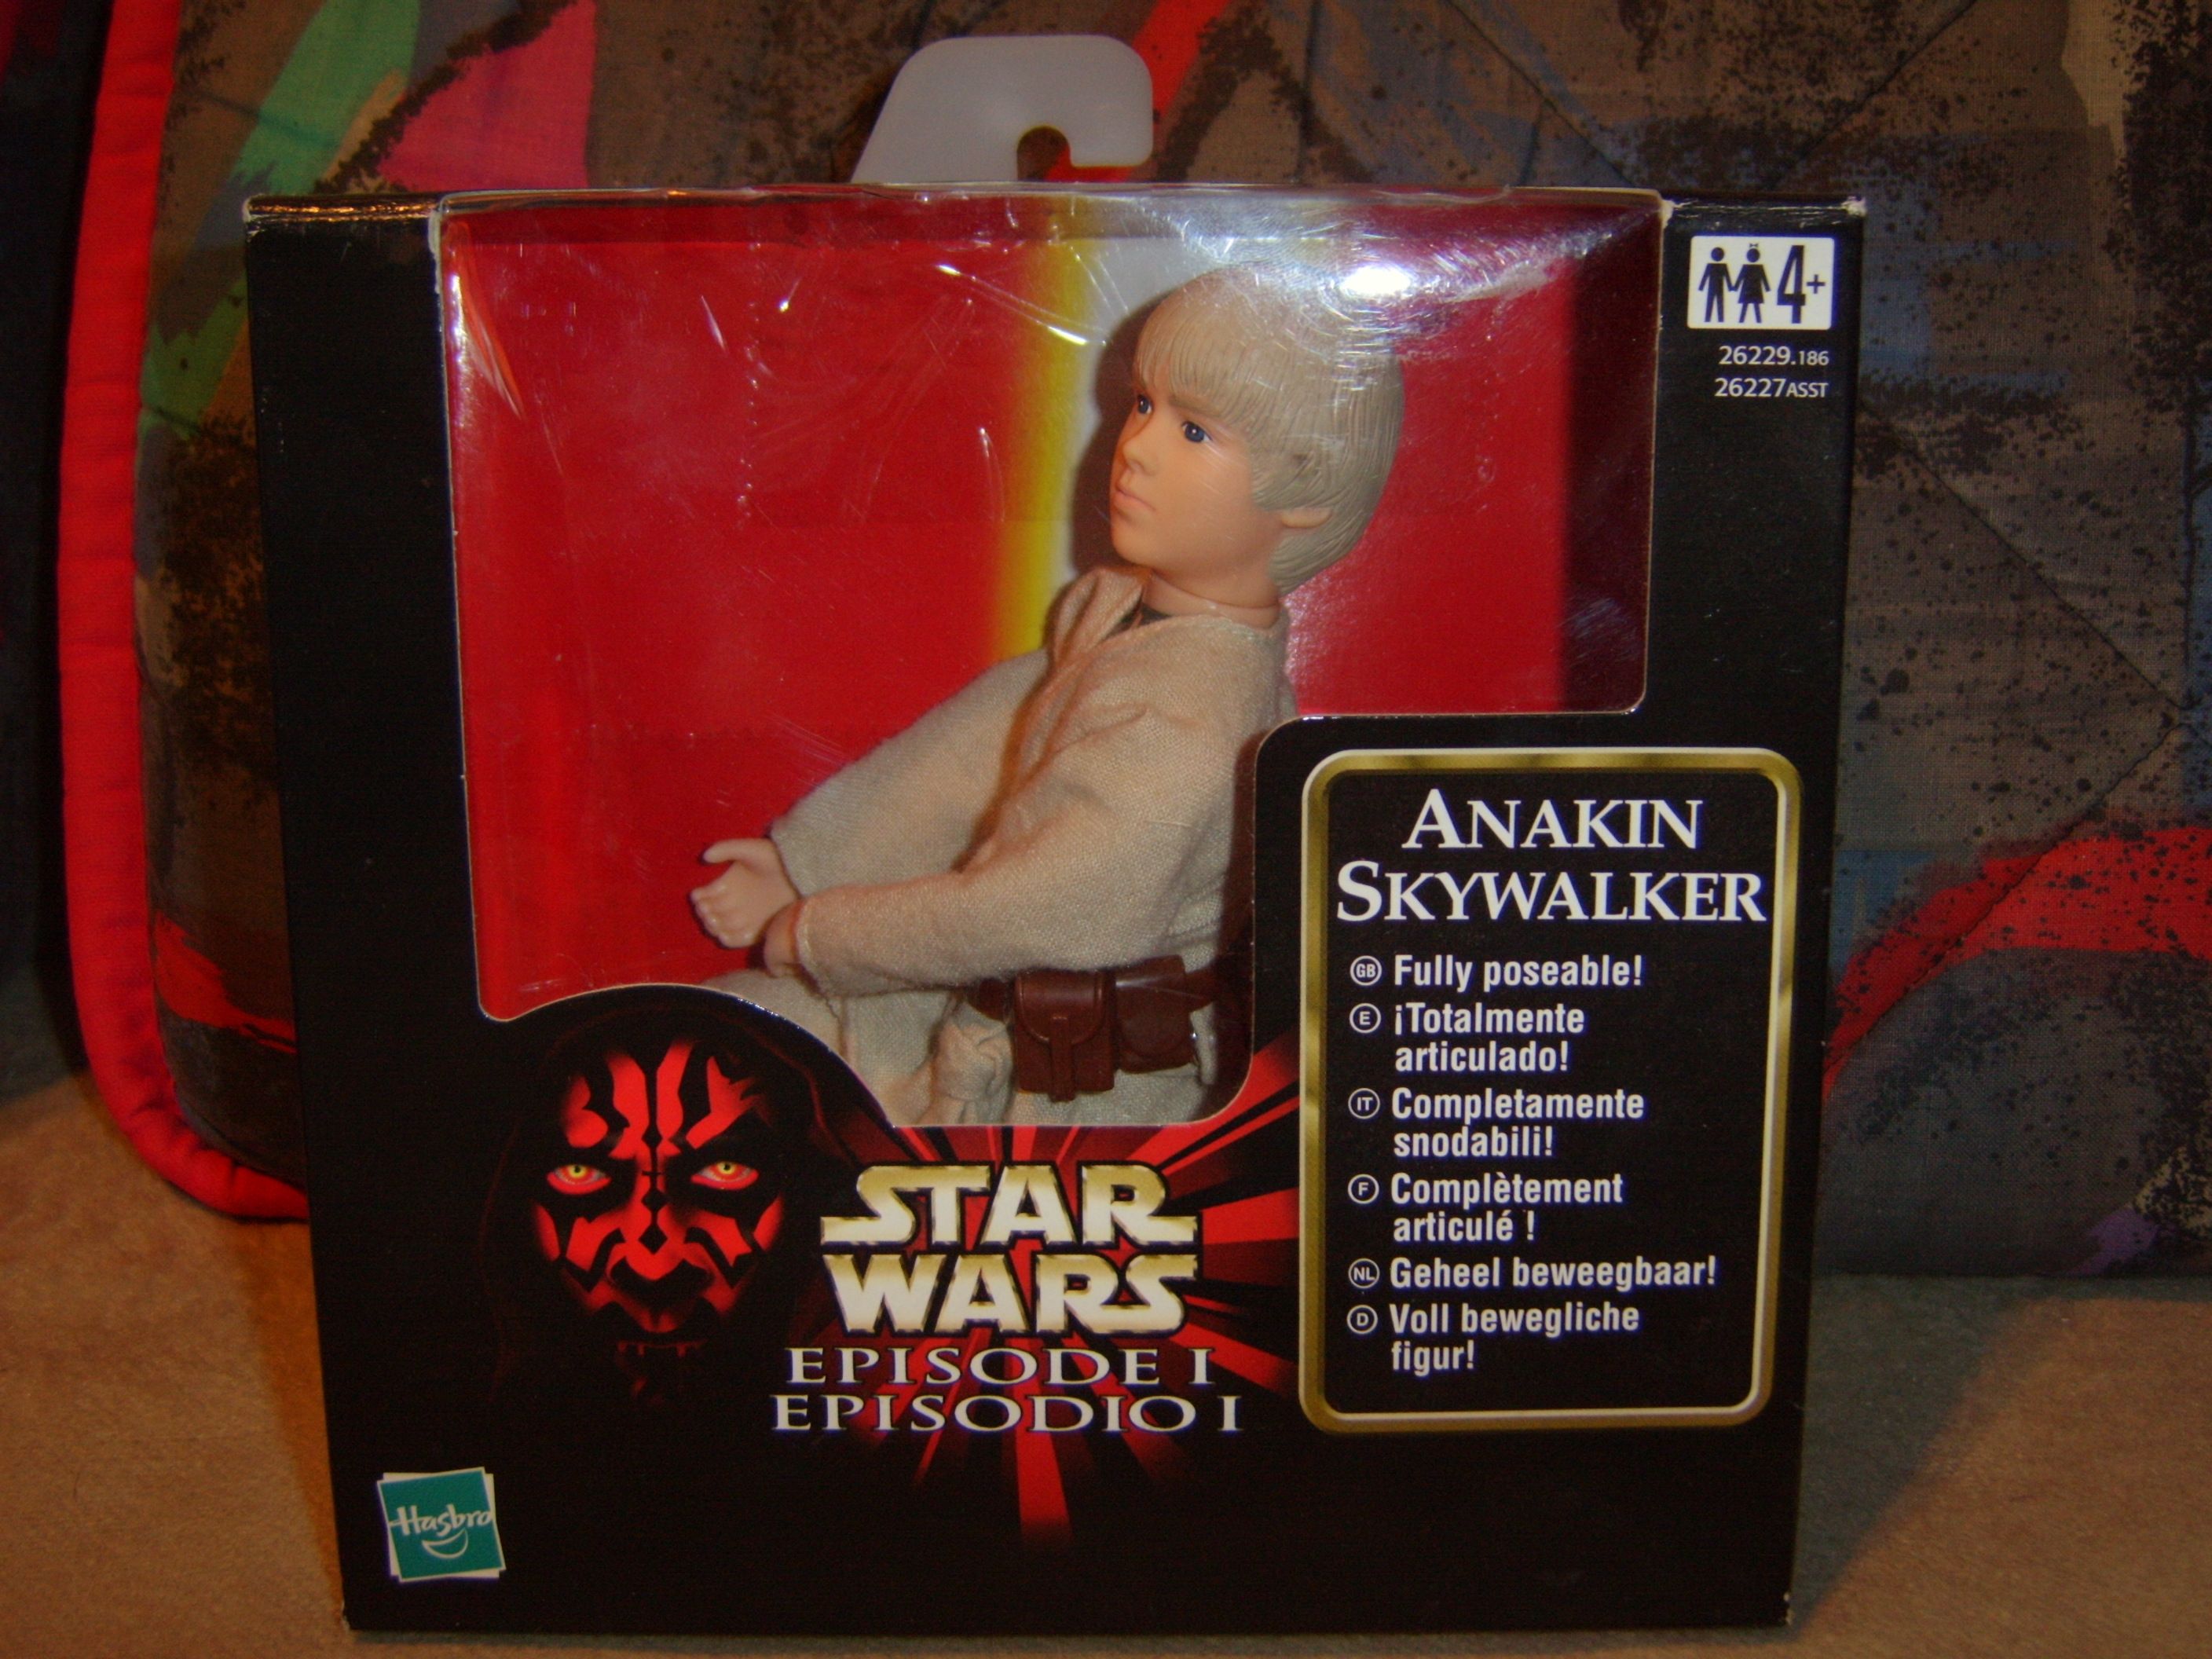 4+
26229.186
26227ASST
ANAKIN
SKYWALKER
GB Fully poseable!
E ¡Totalmente
articulado!
IT Completamente
snodabili!
F Complètement
articulé !
NL Geheel beweegbaar!
D Voll bewegliche
figur!
STAR
WARS
EPISODE I
EPISODIO I
Hasbro